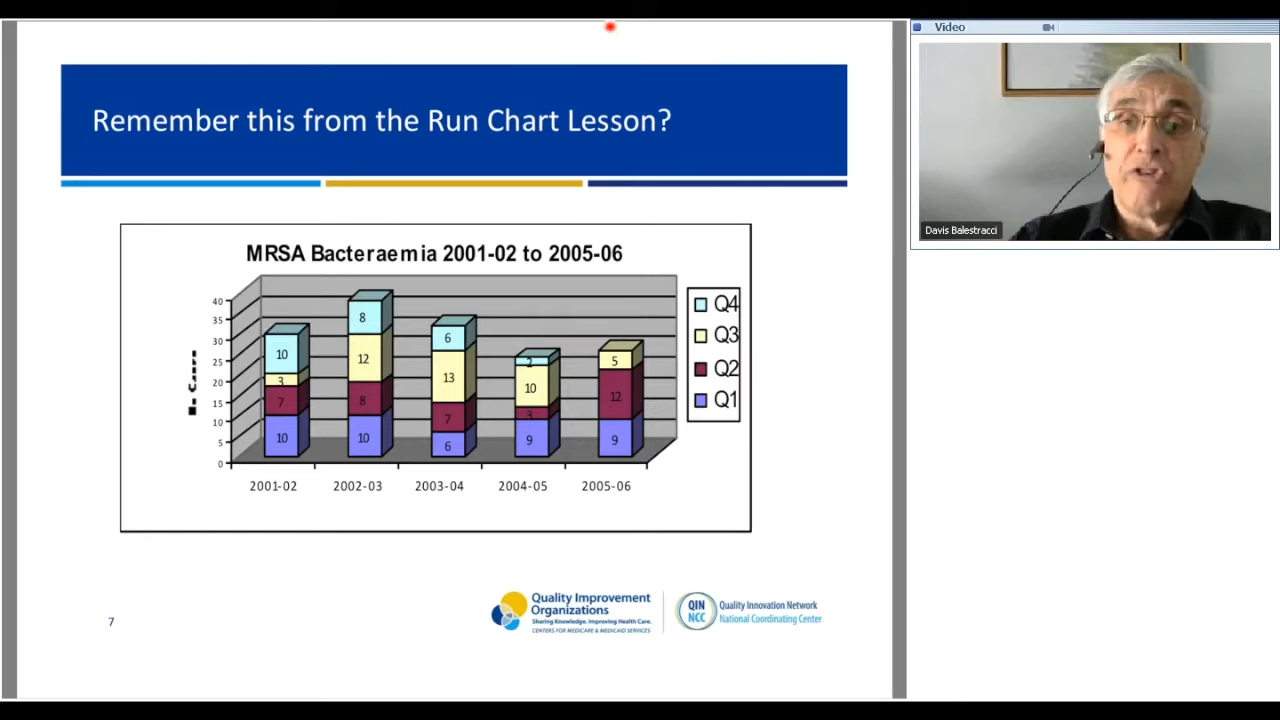 Video
Remember this from the Run Chart Lesson?
Davis Balestracci
MRSA Bacteraemia 2001-02 to 2005-06
40
35
30
25
20
15
10
5
0
10
3
7
10
8
12
8
10
6
13
7
6
2
10
3
9
5
12
9
Q4
Q3
Q2
Q1
2001-02 2002-03 2003-04 2004-05 2005-06
7
Quality Improvement
Organizations
Sharing Knowledge. Improving Health Care.
CENTERS FOR MEDICARE & MEDICAID SERVICES
QIN
NCC
Quality Innovation Network
National Coordinating Center